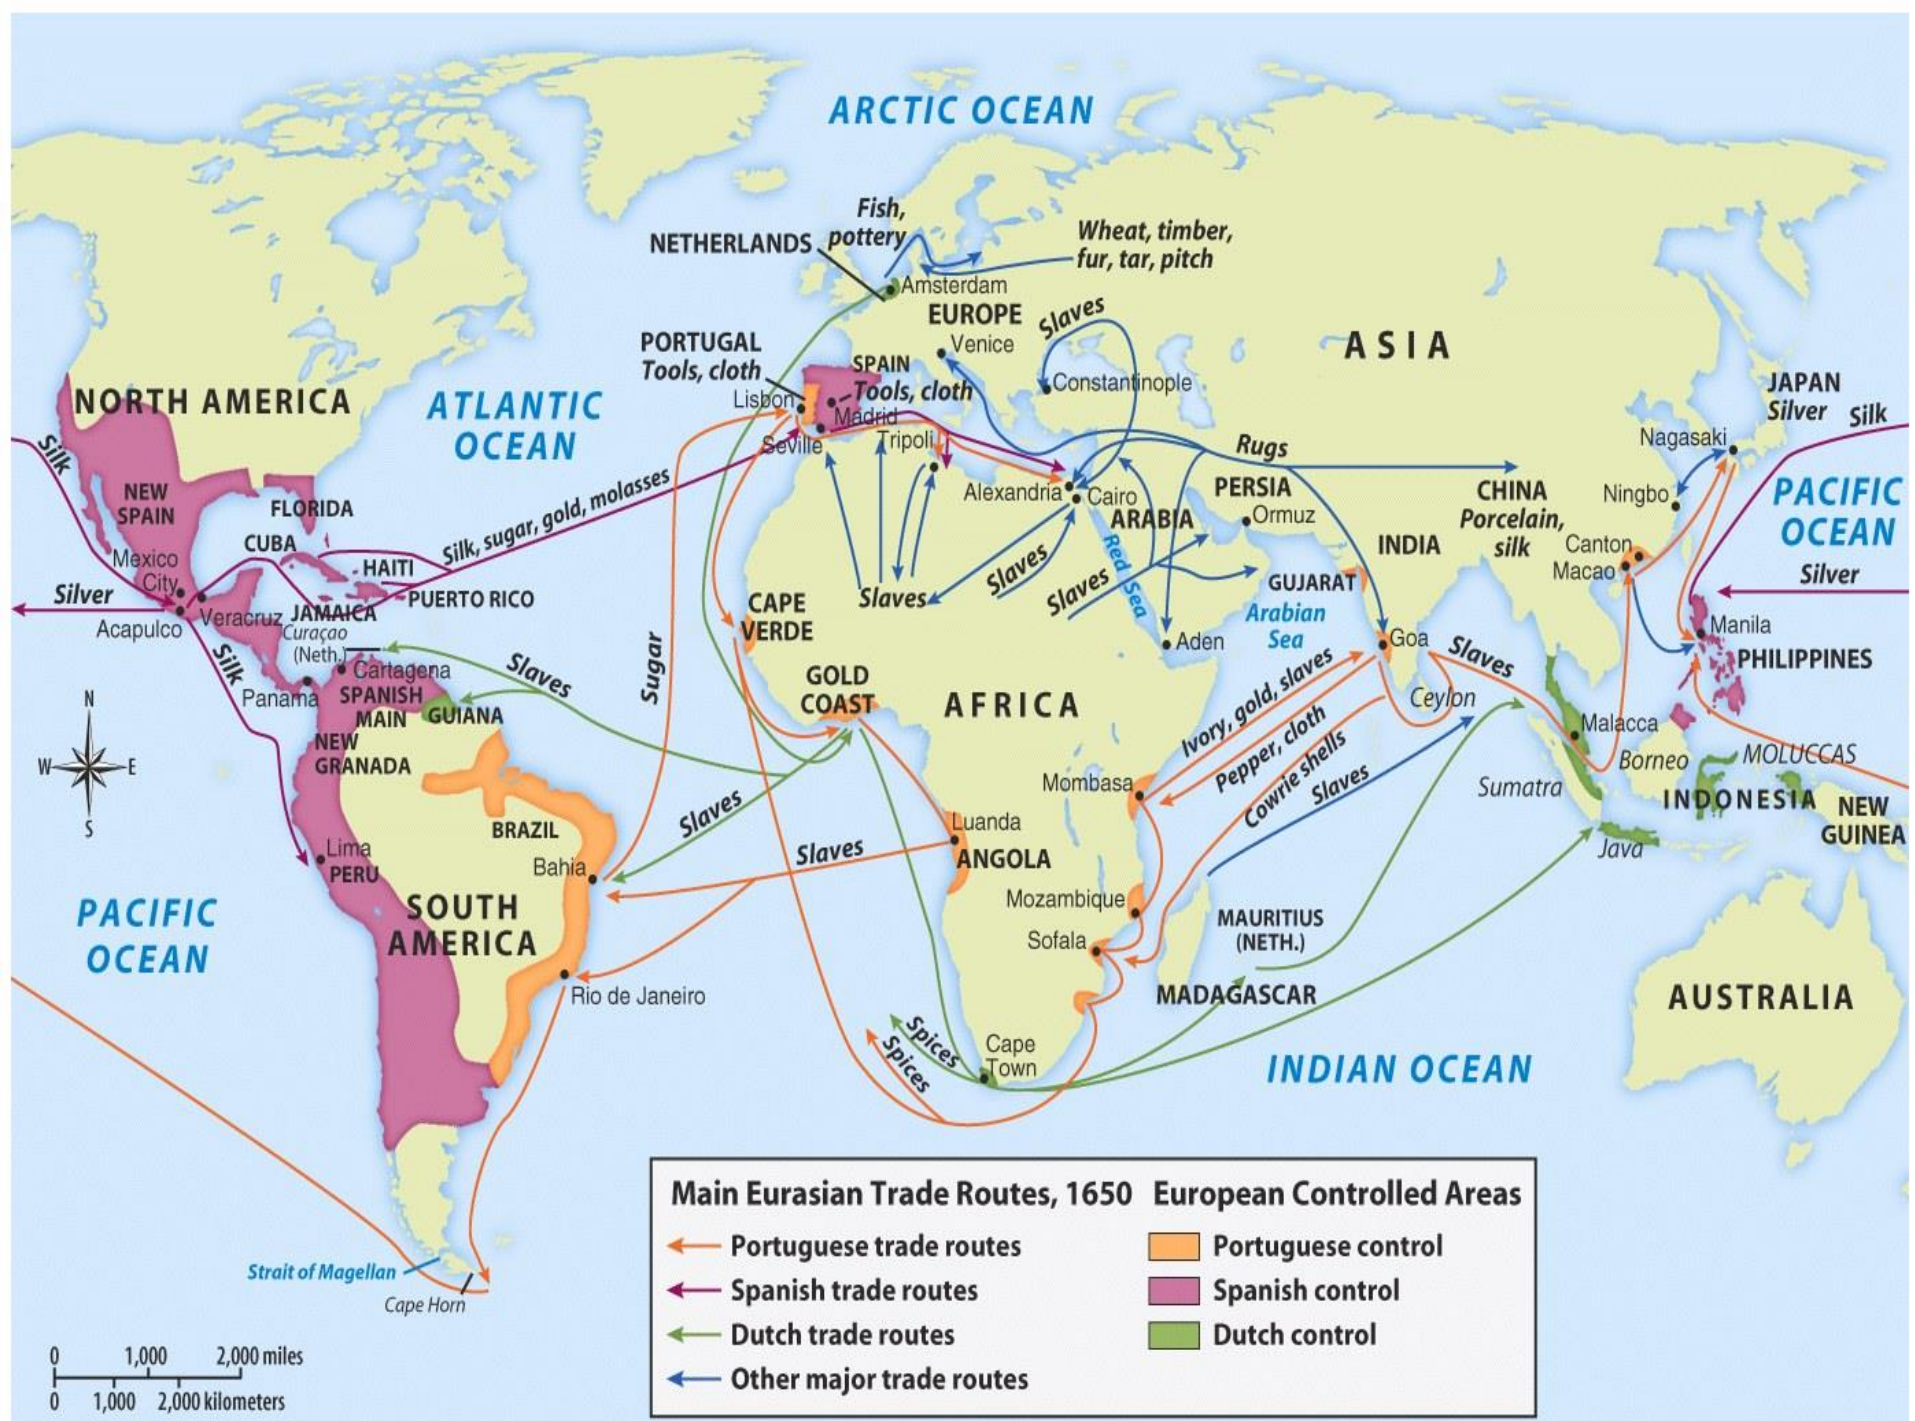 ARCTIC OCEAN
Fish,
pottery
NETHERLANDS
Wheat, timber,
fur, tar, pitch
Amsterdam
EUROPE
Venice
Slaves
ASIA
PORTUGAL
Tools, cloth
SPAIN
Tools, cloth
Constantinople
Lisbon
Madrid
Seville
Tripoli
NORTH AMERICA
ATLANTIC
OCEAN
JAPAN
Silver
Silk
Nagasaki
Rugs
Silk
NEW
SPAIN
FLORIDA
Silk, sugar, gold, molasses
Alexandria
Cairo
ARABIA
PERSIA
Ormuz
CHINA
Porcelain,
silk
Ningbo
PACIFIC
OCEAN
CUBA
HAITI
INDIA
Canton
Macao
Mexico
City
Slaves
Slaves
Slaves
Red Sea
GUJARAT
Silver
Silver
PUERTO RICO
JAMAICA
Veracruz
Acapulco
Curaçao
(Neth.)
CAPE
VERDE
Arabian
Sea
Manila
Aden
Goa
Slaves
PHILIPPINES
Silk
Cartagena
Panama
SPANISH
MAIN
GUIANA
Slaves
Sugar
GOLD
COAST
AFRICA
Ivory, gold, slaves
Ceylon
Malacca
N
W
E
S
NEW
GRANADA
Pepper, cloth
Cowrie shells
Slaves
Borneo
MOLUCCAS
Mombasa
Sumatra
INDONESIA
NEW
GUINEA
BRAZIL
Slaves
Luanda
ANGOLA
Java
Lima
PERU
Bahia
Slaves
SOUTH
AMERICA
Mozambique
Sofala
MAURITIUS
(NETH.)
MADAGASCAR
PACIFIC
OCEAN
Rio de Janeiro
AUSTRALIA
Spices
Spices
Cape
Town
INDIAN OCEAN
Strait of Magellan
Cape Horn
0 1,000 2,000 miles
0 1,000 2,000 kilometers
Main Eurasian Trade Routes, 1650
Portuguese trade routes
Spanish trade routes
Dutch trade routes
Other major trade routes
European Controlled Areas
Portuguese control
Spanish control
Dutch control